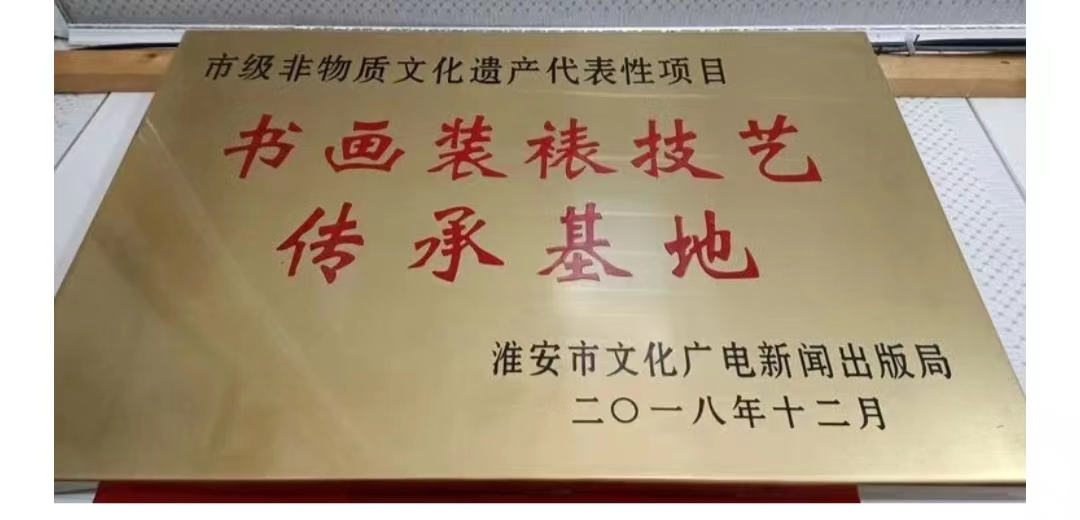 市级非物质文化遗产代表性项目
书画装裱技艺
传承基地
淮安市文化广电新闻出版局
二〇一八年十二月